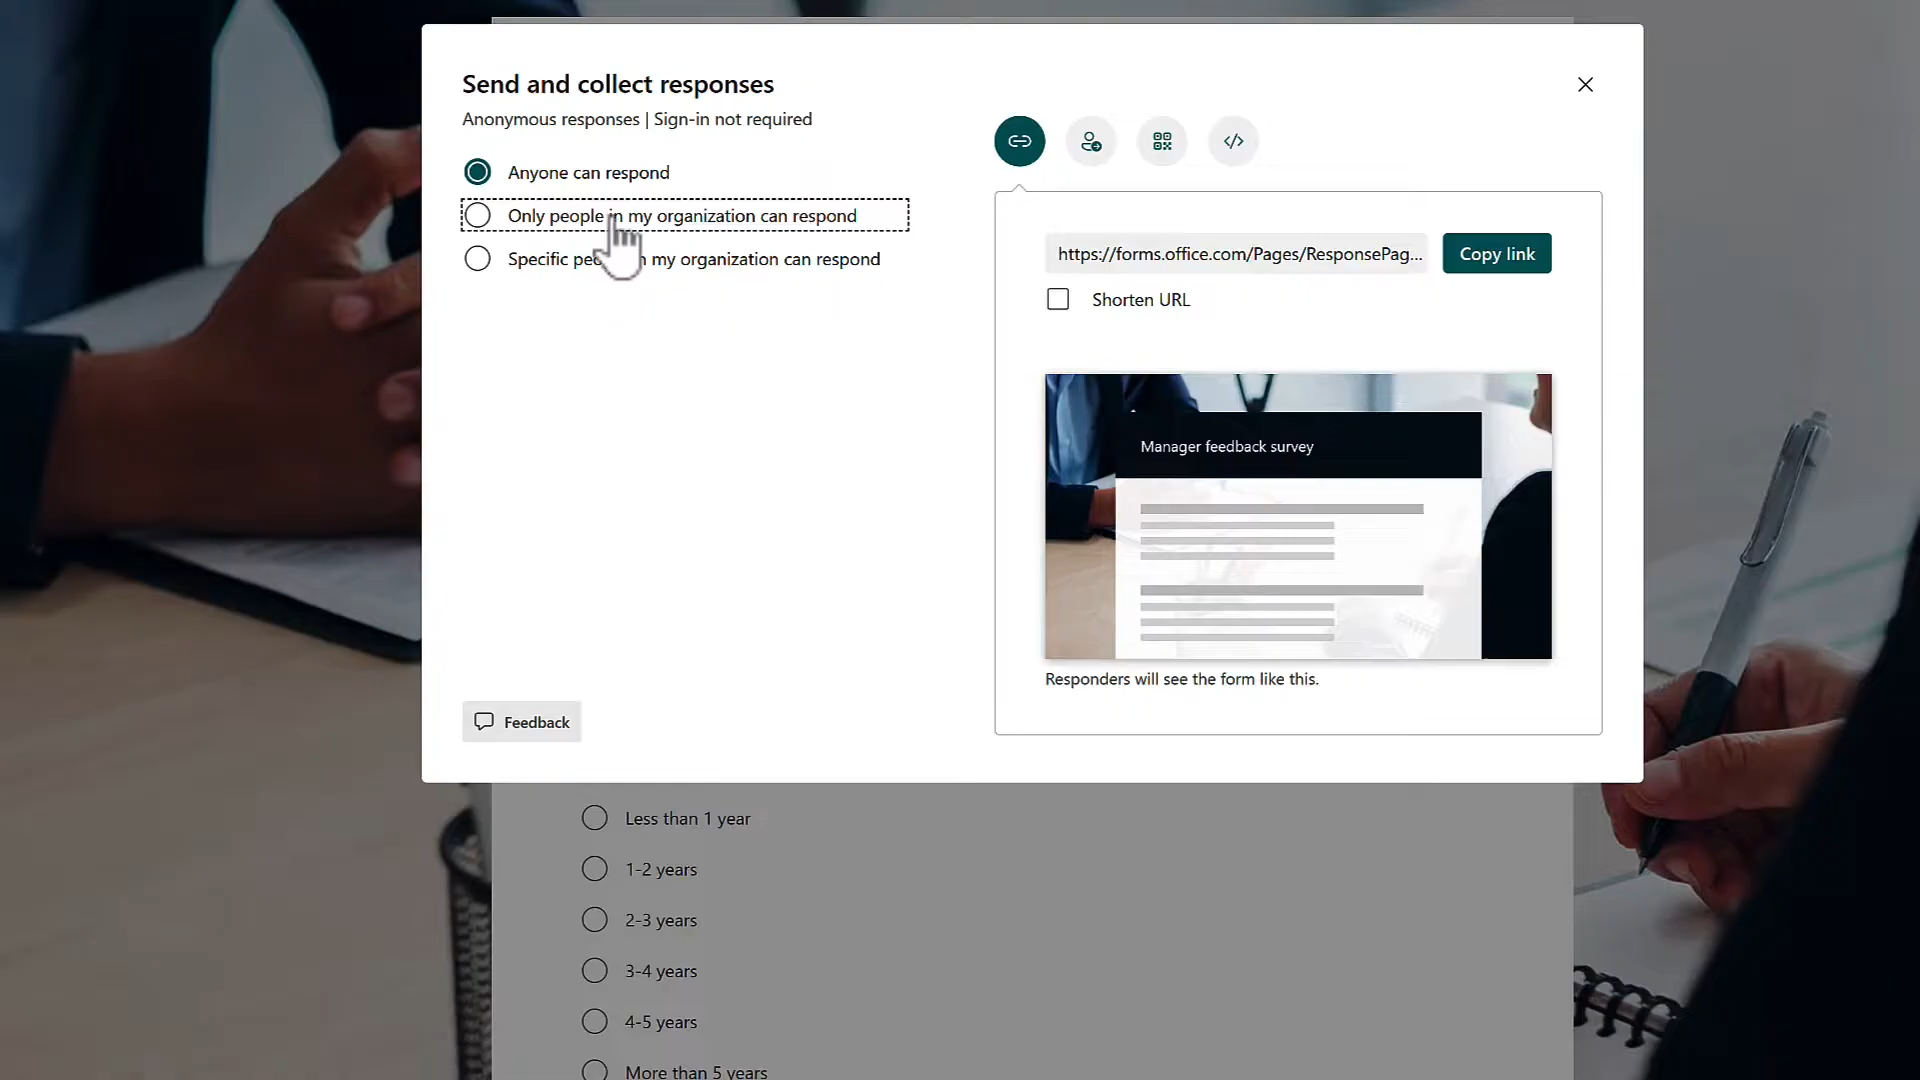 Send and collect responses
Anonymous responses | Sign-in not required
Anyone can respond
Only people in my organization can respond
Specific my organization can respond
https://forms.office.com/Pages/ResponsePag...
Copy link
Shorten URL
Manager feedback survey
Responders will see the form like this.
Feedback
Less than 1 year
1-2 years
2-3 years
3-4 years
4-5 years
More than 5 years